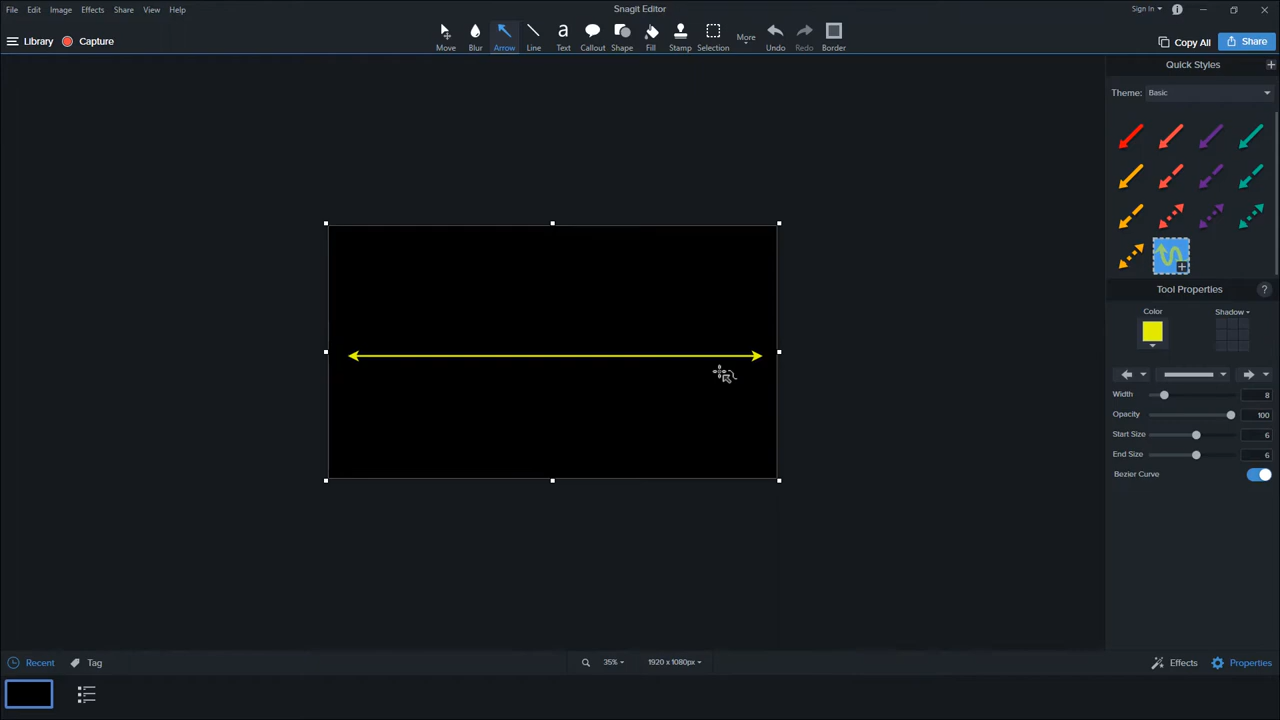 Snagit Editor
File Edit Image Effects Share View Help
Sign In
Library Capture
Move Blur Arrow Line Text Callout Shape Fill Stamp Selection More Undo Redo Border
Copy All Share
Quick Styles
Theme: Basic
Tool Properties ?
Color Shadow
Width 8
Opacity 100
Start Size 6
End Size 6
Bezier Curve
Recent Tag 35% 1920 x 1080px Effects Properties